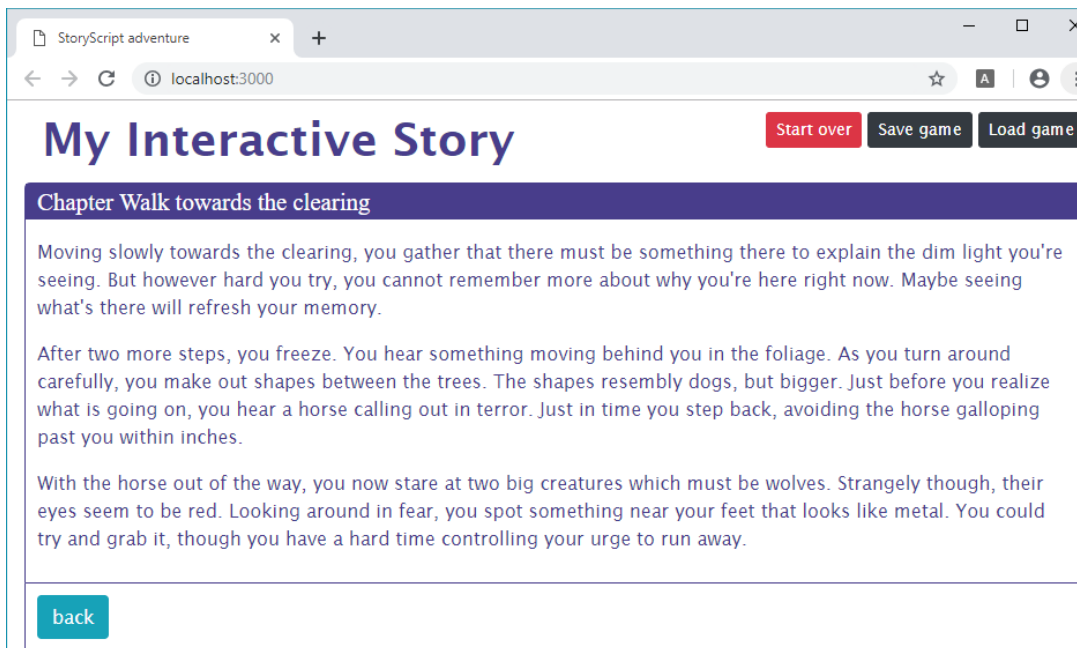 StoryScript adventure
localhost:3000
A
My Interactive Story
Start over Save game Load game
Chapter Walk towards the clearing
Moving slowly towards the clearing, you gather that there must be something there to explain the dim light you're
seeing. But however hard you try, you cannot remember more about why you're here right now. Maybe seeing
what's there will refresh your memory.
After two more steps, you freeze. You hear something moving behind you in the foliage. As you turn around
carefully, you make out shapes between the trees. The shapes resembly dogs, but bigger. Just before you realize
what is going on, you hear a horse calling out in terror. Just in time you step back, avoiding the horse galloping
past you within inches.
With the horse out of the way, you now stare at two big creatures which must be wolves. Strangely though, their
eyes seem to be red. Looking around in fear, you spot something near your feet that looks like metal. You could
try and grab it, though you have a hard time controlling your urge to run away.
back